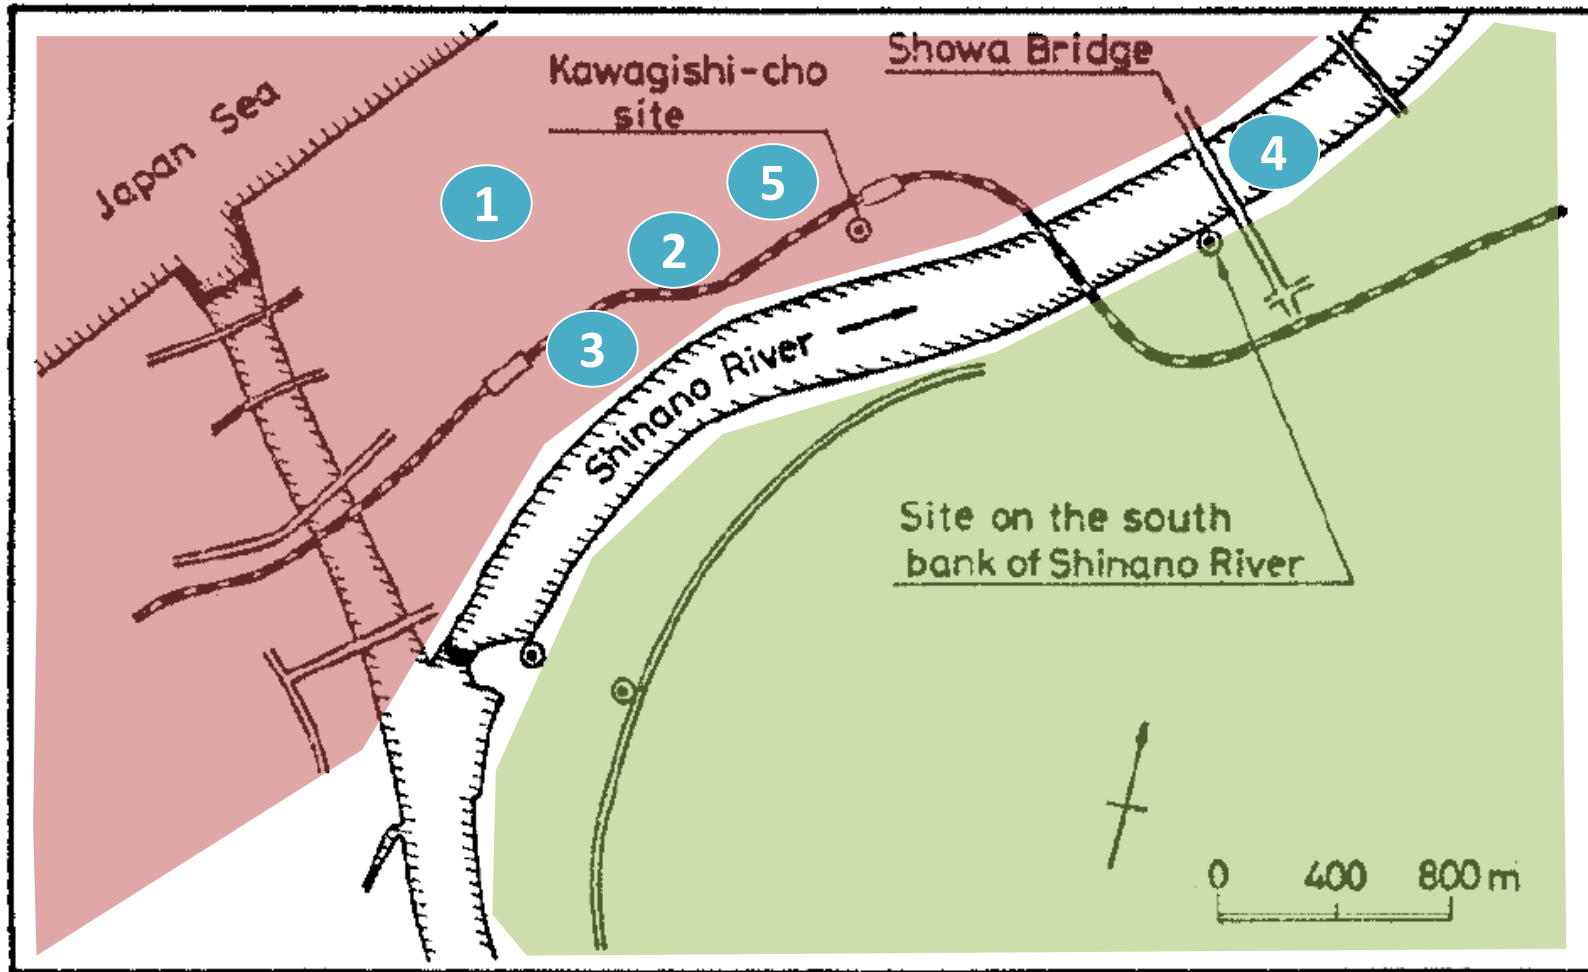 Kawagishi-cho
site
Showa Bridge
Japan Sea
1
5
4
2
3
Shinano River
Site on the south
bank of Shinano River
0 400 800m